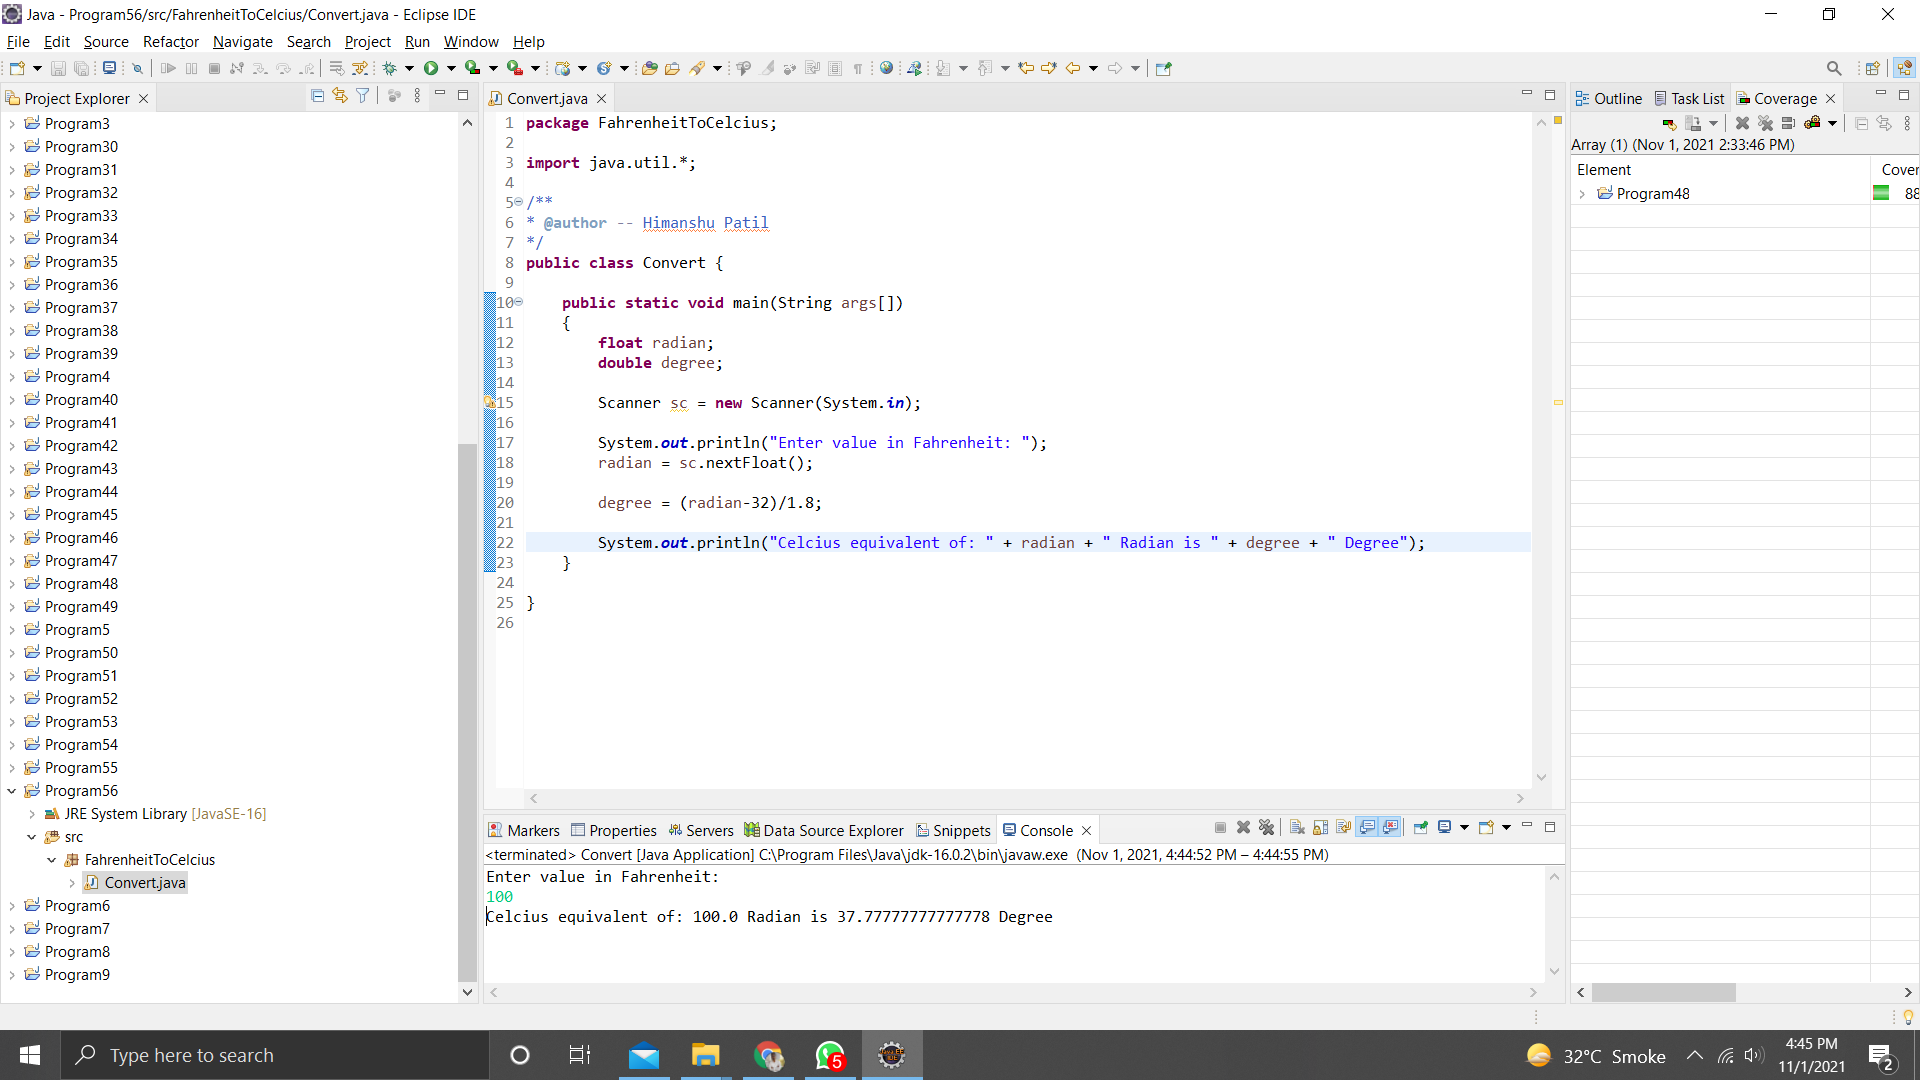 Java - Program56/src/FahrenheitToCelcius/Convert.java - Eclipse IDE
File Edit Source Refactor Navigate Search Project Run Window Help
Project Explorer
Program3
Program30
Program31
Program32
Program33
Program34
Program35
Program36
Program37
Program38
Program39
Program4
Program40
Program41
Program42
Program43
Program44
Program45
Program46
Program47
Program48
Program49
Program5
Program50
Program51
Program52
Program53
Program54
Program55
Program56
JRE System Library [JavaSE-16]
src
FahrenheitToCelcius
Convert.java
Program6
Program7
Program8
Program9
Convert.java
1 package FahrenheitToCelcius;
2
3 import java.util.*;
4
5 /**
6 * @author -- Himanshu Patil
7 */
8 public class Convert {
9
10 public static void main(String args[])
11 {
12 float radian;
13 double degree;
14
15 Scanner sc = new Scanner(System.in);
16
17 System.out.println("Enter value in Fahrenheit: ");
18 radian = sc.nextFloat();
19
20 degree = (radian-32)/1.8;
21
22 System.out.println("Celcius equivalent of: " + radian + " Radian is " + degree + " Degree");
23 }
24
25 }
26
Markers Properties Servers Data Source Explorer Snippets Console
<terminated> Convert [Java Application] C:\Program Files\Java\jdk-16.0.2\bin\javaw.exe (Nov 1, 2021, 4:44:52 PM – 4:44:55 PM)
Enter value in Fahrenheit:
100
Celcius equivalent of: 100.0 Radian is 37.77777777777778 Degree
Outline Task List Coverage
Array (1) (Nov 1, 2021 2:33:46 PM)
Element Cover
Program48 88
Type here to search
5
32°C Smoke
4:45 PM
11/1/2021
2